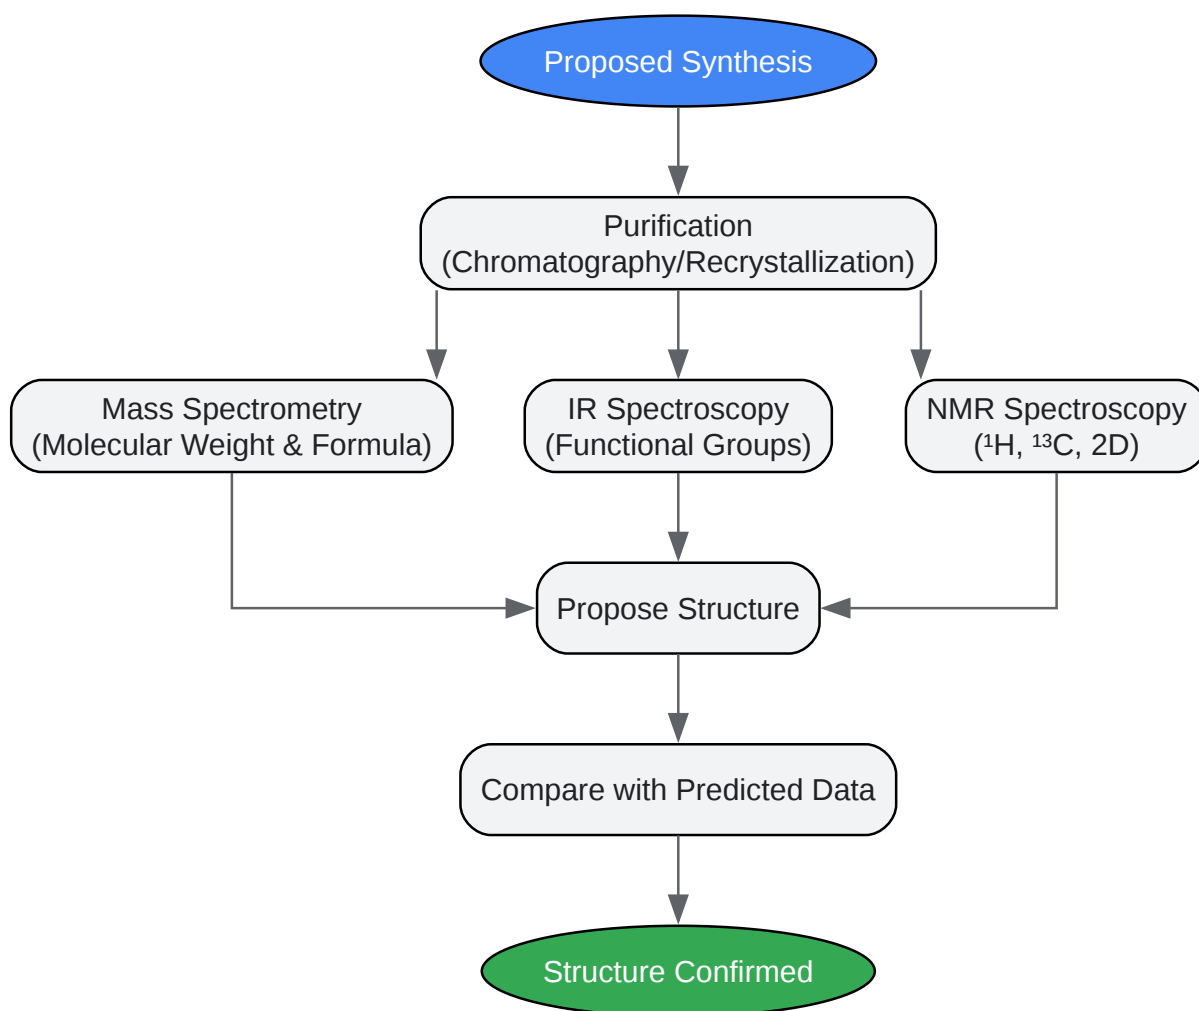 Proposed Synthesis
Purification
(Chromatography/Recrystallization)
Mass Spectrometry
(Molecular Weight & Formula)
IR Spectroscopy
(Functional Groups)
NMR Spectroscopy
(¹H, ¹³C, 2D)
Propose Structure
Compare with Predicted Data
Structure Confirmed